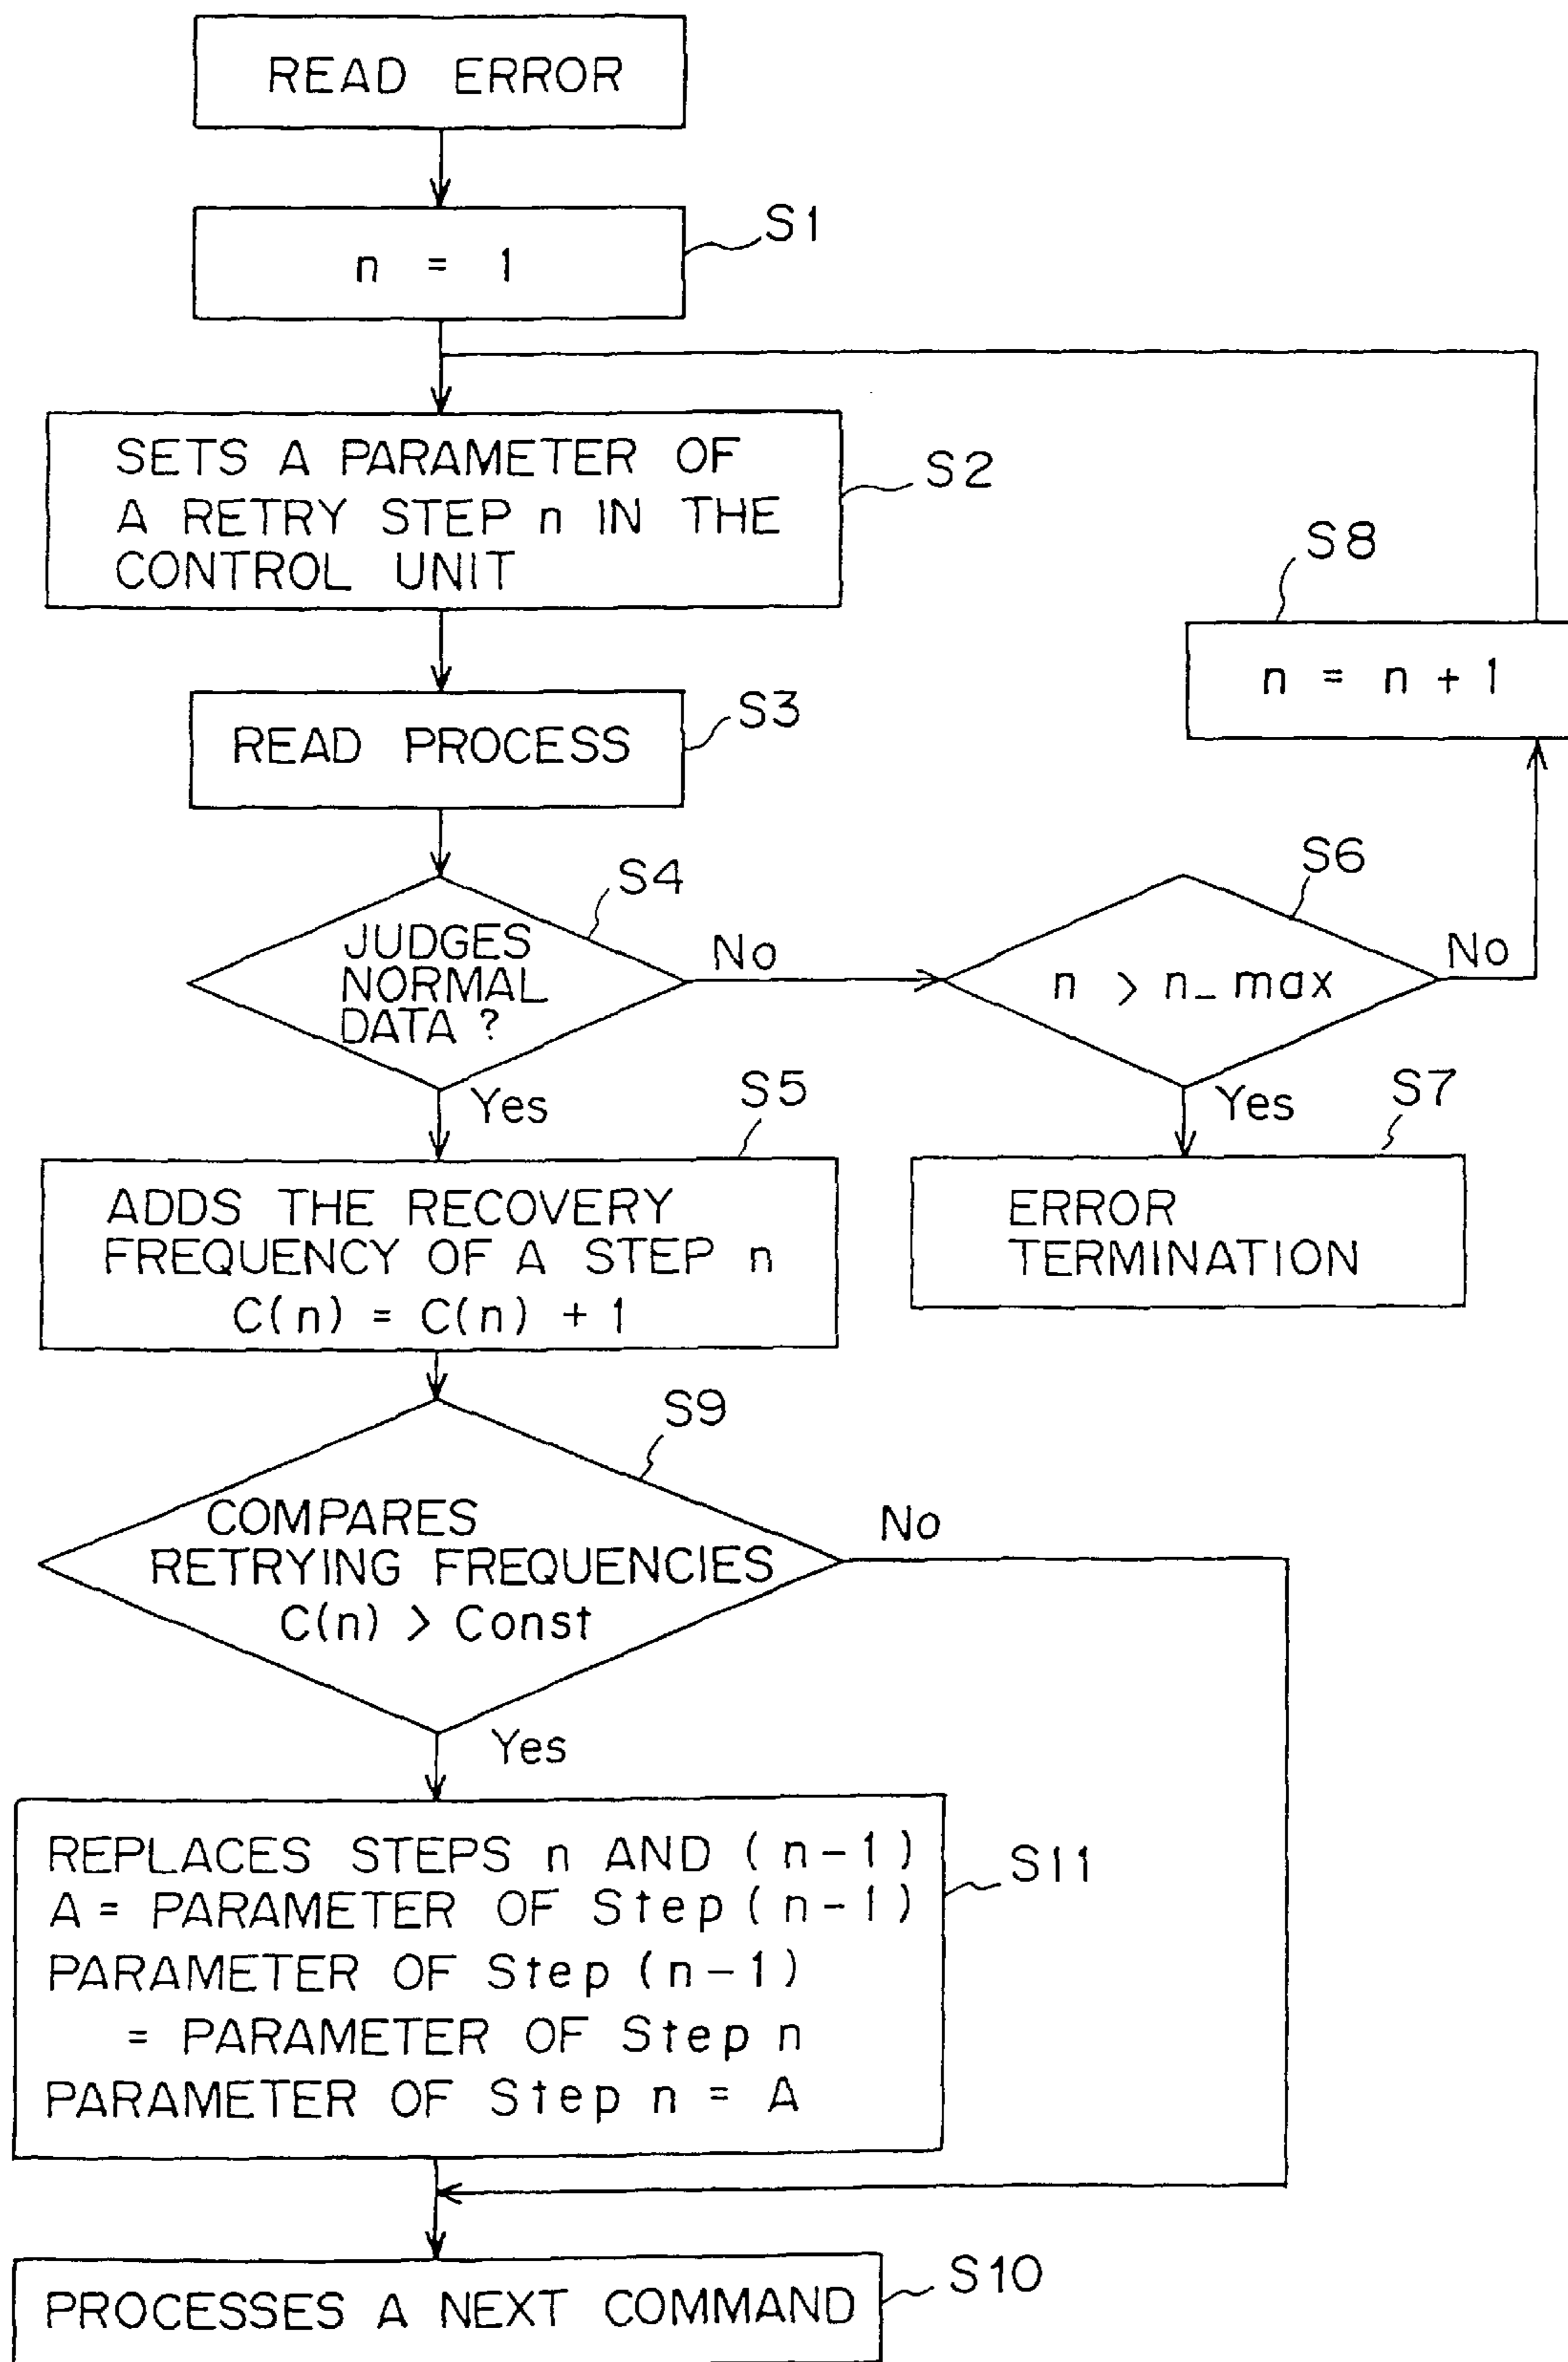 READ ERROR
S1
n = 1
SETS A PARAMETER OF
A RETRY STEP n IN THE
CONTROL UNIT
S2
S8
n = n + 1
READ PROCESS
S3
S4
JUDGES
NORMAL
DATA ?
No
S6
n > n_max
No
Yes
Yes
S5
ADDS THE RECOVERY
FREQUENCY OF A STEP n
C(n) = C(n) + 1
S7
ERROR
TERMINATION
S9
COMPARES
RETRYING FREQUENCIES
C(n) > Const
No
Yes
REPLACES STEPS n AND (n-1)
A = PARAMETER OF Step (n-1)
PARAMETER OF Step (n-1)
= PARAMETER OF Step n
PARAMETER OF Step n = A
S11
PROCESSES A NEXT COMMAND
S10